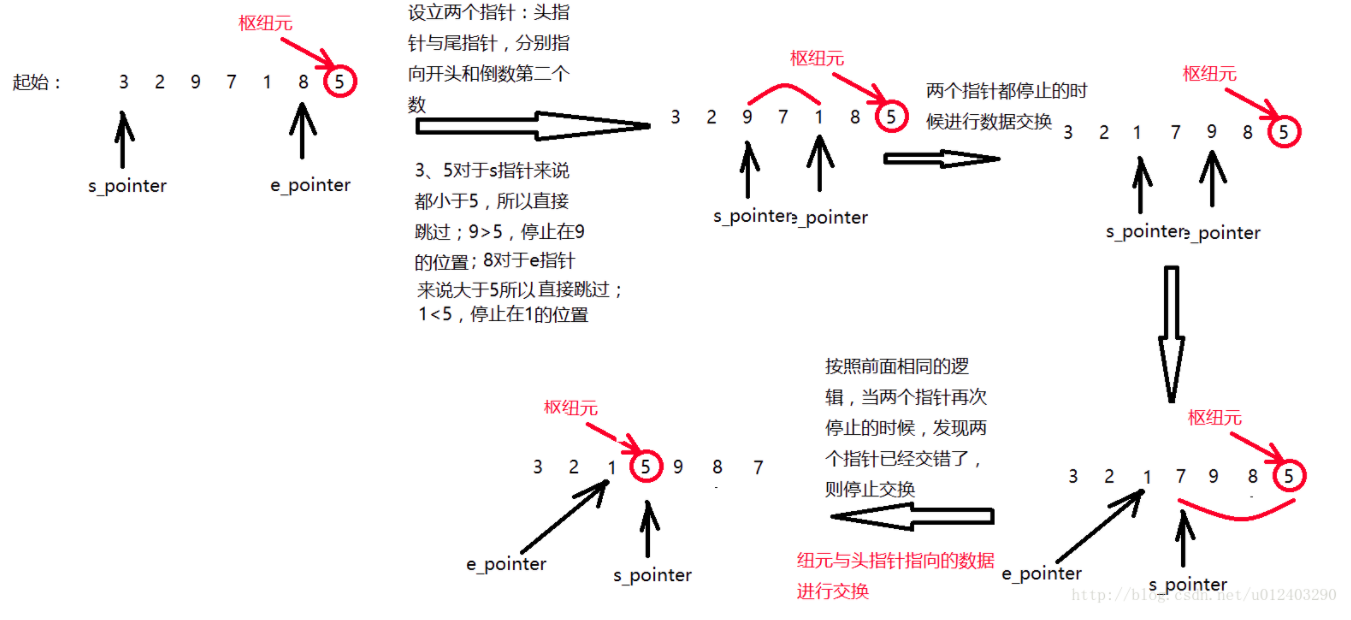 枢纽元
起始： 3 2 9 7 1 8 5
s_pointer
e_pointer
设立两个指针：头指
针与尾指针，分别指
向开头和倒数第二个
数
3、5对于s指针来说
都小于5，所以直接
跳过；9>5，停止在9
的位置；8对于e指针
来说大于5所以直接跳过；
1<5，停止在1的位置
枢纽元
3 2 9 7 1 8 5
s_pointer
e_pointer
两个指针都停止的时
候进行数据交换
枢纽元
3 2 1 7 9 8 5
s_pointer
e_pointer
枢纽元
3 2 1 7 9 8 5
e_pointer
s_pointer
按照前面相同的逻
辑，当两个指针再次
停止的时候，发现两
个指针已经交错了，
则停止交换
纽元与头指针指向的数据
进行交换
枢纽元
3 2 1 5 9 8 7
e_pointer
s_pointer
http://blog.csdn.net/u012403290